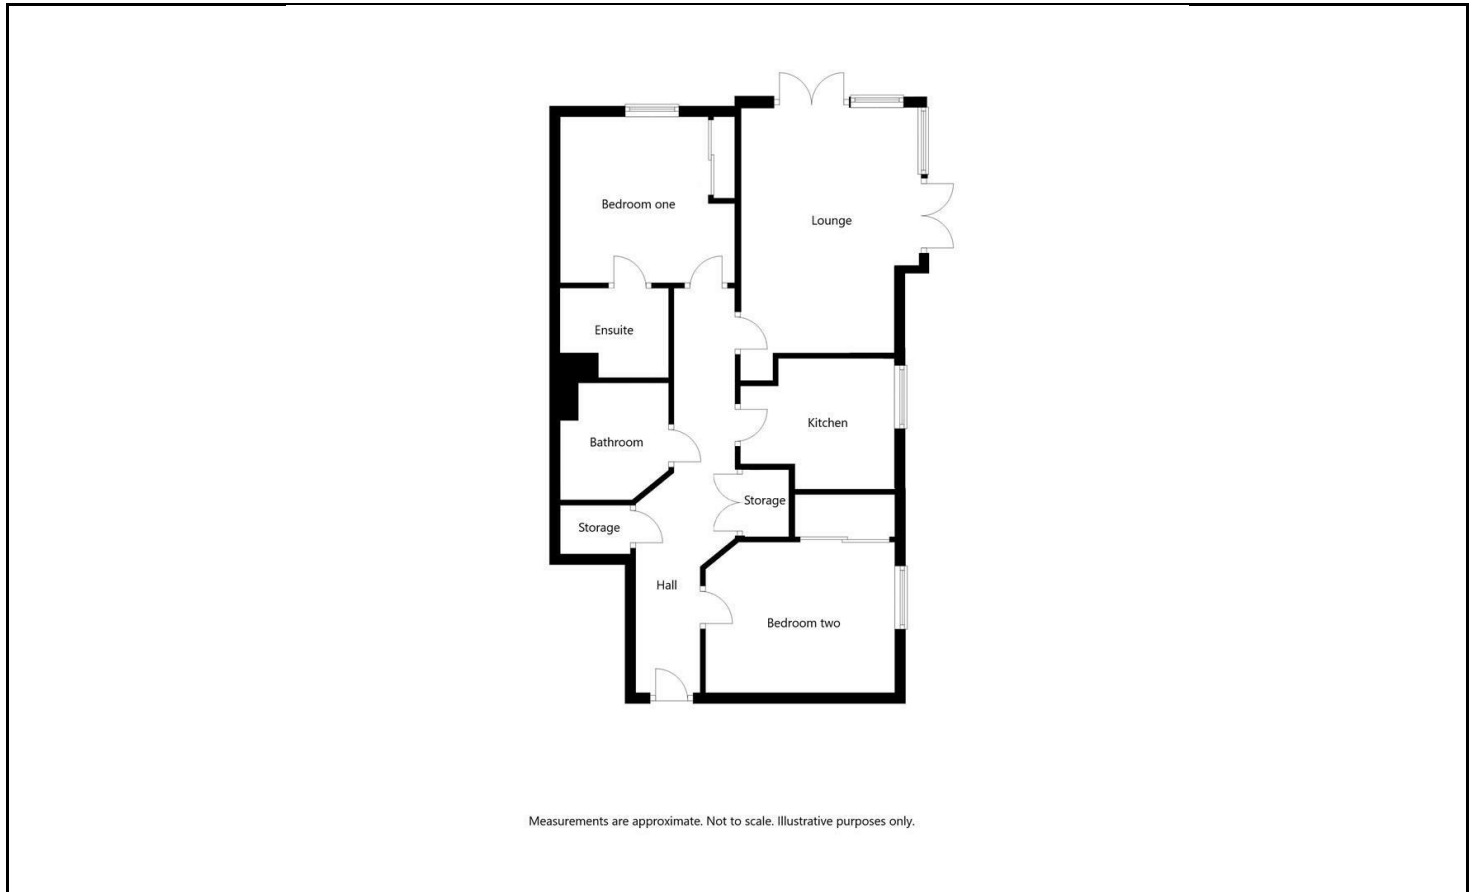 Bedroom one
Lounge
Ensuite
Kitchen
Bathroom
Storage
Storage
Hall
Bedroom two
Measurements are approximate. Not to scale. Illustrative purposes only.